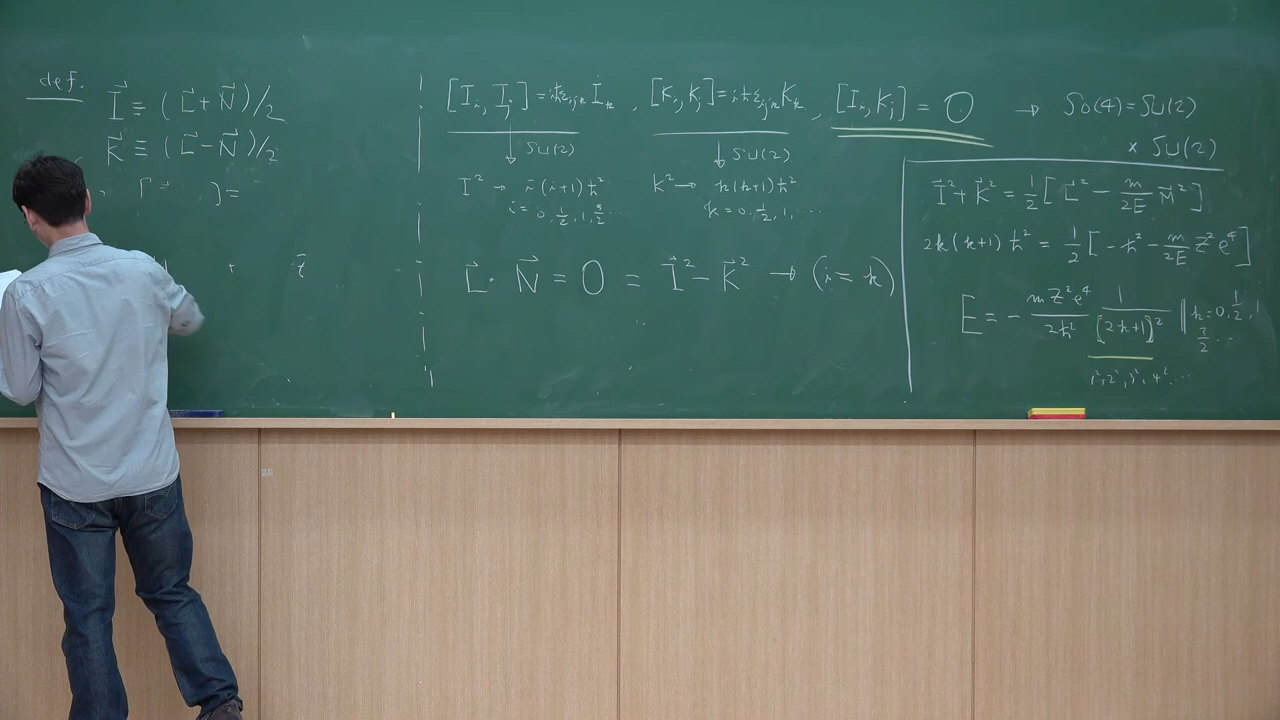 def.
I⃗ ≡ (L⃗ + N⃗)/2
K⃗ ≡ (L⃗ - N⃗)/2
[I_i, I_j] = iħε_ijk I_k , [K_i, K_j] = iħε_ijk K_k , [I_i, K_j] = 0 → SO(4) = SU(2)
× SU(2)
↓ SU(2)
↓ SU(2)
I² → i(i+1)ħ²
i = 0, 1/2, 1, 3/2, ...
K² → k(k+1)ħ²
k = 0, 1/2, 1, ...
L⃗ · N⃗ = 0 = I⃗² - K⃗² → (i = k)
I⃗² + K⃗² = 1/2 [L⃗² - m/2E M⃗²]
2k(k+1)ħ² = 1/2 [-ħ² - m/2E Z²e⁴]
E = - mZ²e⁴/2ħ² 1/[2k+1]² ‖ k = 0, 1/2, 1
3/2 ...
1², 2², 3², 4², ...